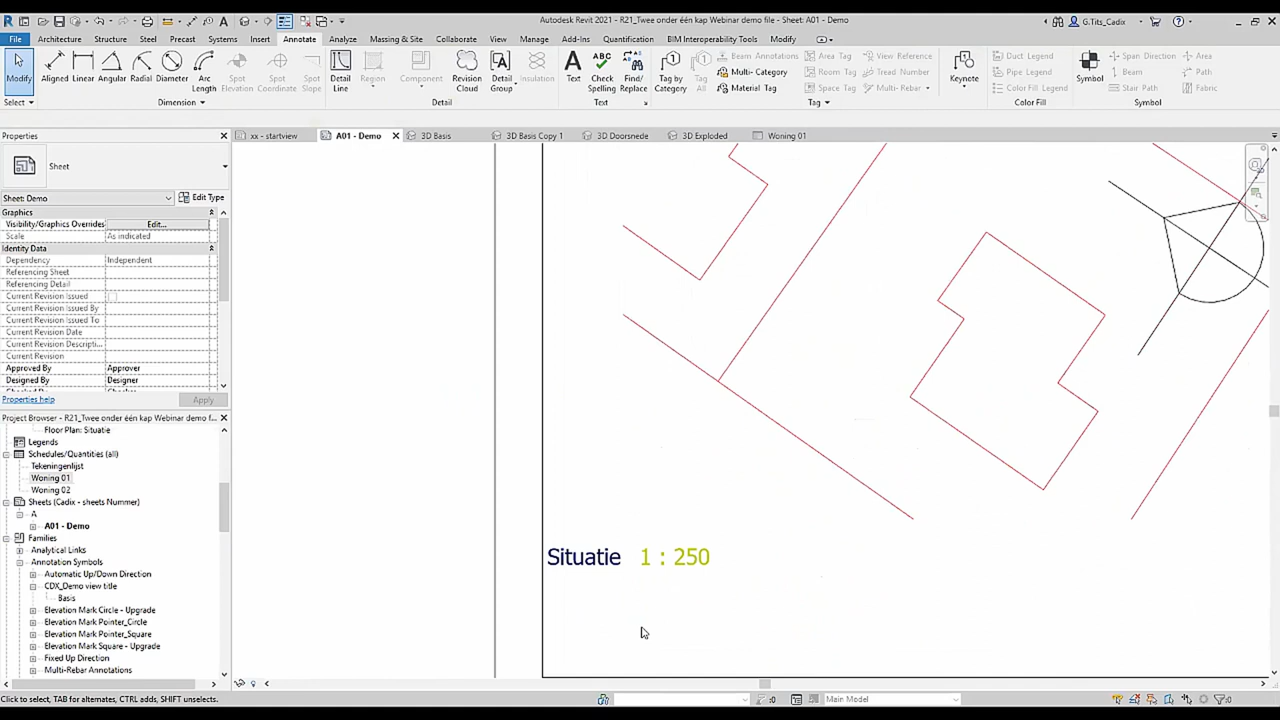 Autodesk Revit 2021 - R21_Twee onder één kap Webinar demo file - Sheet: A01 - Demo
G.Tits_Cadix
File Architecture Structure Steel Precast Systems Insert Annotate Analyze Massing & Site Collaborate View Manage Add-Ins Quantification BIM Interoperability Tools Modify
Modify Aligned Linear Angular Radial Diameter Arc Length Spot Elevation Spot Coordinate Spot Slope Detail Line Region Component Revision Cloud Detail Group Insulation Text Check Spelling Find/ Replace Tag by Category Tag All Beam Annotations Multi- Category Material Tag Area Tag Room Tag Space Tag View Reference Tread Number Multi- Rebar Keynote Duct Legend Pipe Legend Color Fill Legend Symbol Span Direction Beam Stair Path Area Path Fabric
Select Dimension Detail Text Tag Color Fill Symbol
Properties
xx - startview A01 - Demo 3D Basis 3D Basis Copy 1 3D Doorsnede 3D Exploded Woning 01
Sheet
Sheet: Demo Edit Type
Graphics
Visibility/Graphics Overrides Edit...
Scale As indicated
Identity Data
Dependency Independent
Referencing Sheet
Referencing Detail
Current Revision Issued
Current Revision Issued By
Current Revision Issued To
Current Revision Date
Current Revision Descripti...
Current Revision
Approved By Approver
Designed By Designer
Properties help Apply
Project Browser - R21_Twee onder één kap Webinar demo f...
Floor Plan: Situatie
Legends
Schedules/Quantities (all)
Tekeningenlijst
Woning 01
Woning 02
Sheets (Cadix - sheets Nummer)
A
A01 - Demo
Families
Analytical Links
Annotation Symbols
Automatic Up/Down Direction
CDX_Demo view title
Basis
Elevation Mark Circle - Upgrade
Elevation Mark Pointer_Circle
Elevation Mark Pointer_Square
Elevation Mark Square - Upgrade
Fixed Up Direction
Multi-Rebar Annotations
Situatie 1 : 250
Click to select, TAB for alternates, CTRL adds, SHIFT unselects.
:0
Main Model
:0